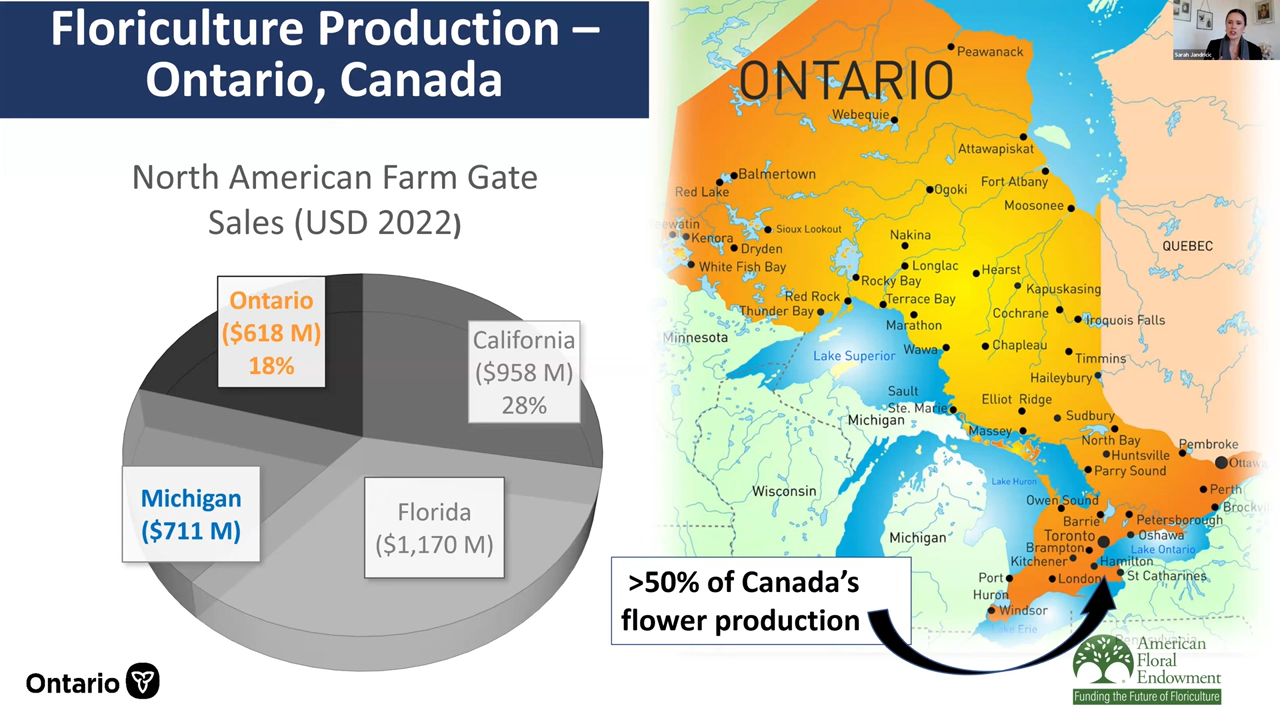 Floriculture Production –
Ontario, Canada
North American Farm Gate
Sales (USD 2022)
Ontario
($618 M)
18%
California
($958 M)
28%
Michigan
($711 M)
Florida
($1,170 M)
Ontario
>50% of Canada's
flower production
ONTARIO
Peawanack
Webequie
Attawapiskat
Balmertown
Red Lake
Ogoki
Fort Albany
Moosonee
Sioux Lookout
Kenora
Dryden
Nakina
QUEBEC
White Fish Bay
Longlac
Hearst
Rocky Bay
Kapuskasing
Red Rock
Terrace Bay
Thunder Bay
Cochrane
Iroquois Falls
Marathon
Minnesota
Lake Superior
Wawa
Chapleau
Timmins
Haileybury
Sault
Ste. Marie
Elliot Ridge
Michigan
Sudbury
Massey
North Bay
Pembroke
Huntsville
Ottawa
Parry Sound
Lake Huron
Wisconsin
Perth
Owen Sound
Barrie
Petersborough
Toronto
Oshawa
Michigan
Brampton
Lake Ontario
Kitchener
Hamilton
Port
Huron
London
St Catharines
Windsor
Lake Erie
Pennsylvania
American
Floral
Endowment
Funding the Future of Floriculture
Sarah Jandricic